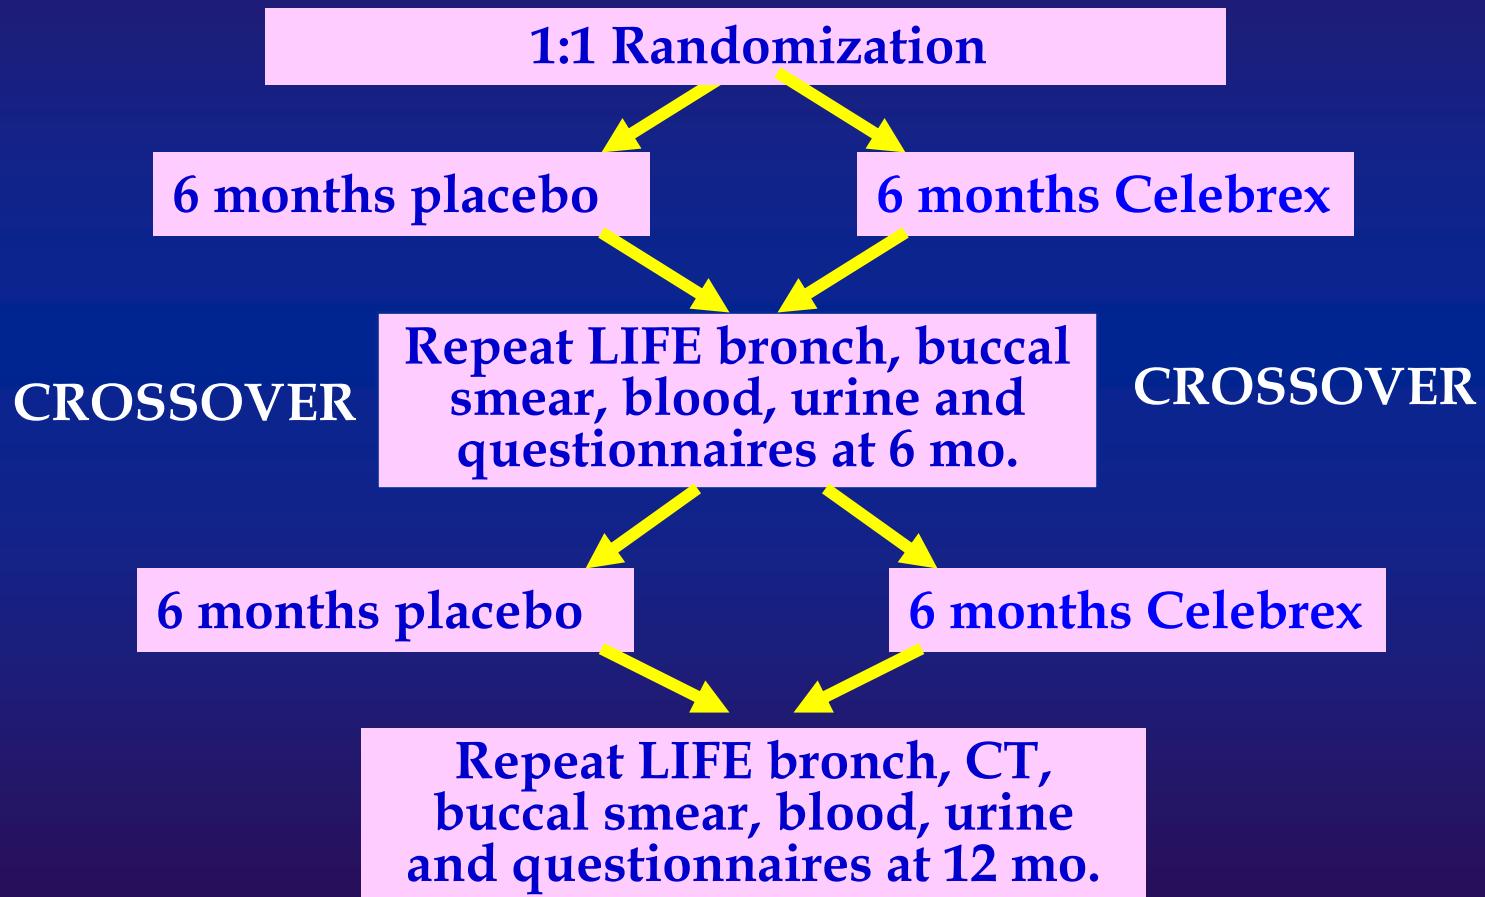 1:1 Randomization
6 months placebo
6 months Celebrex
Repeat LIFE bronch, buccal
smear, blood, urine and
questionnaires at 6 mo.
CROSSOVER
CROSSOVER
6 months placebo
6 months Celebrex
Repeat LIFE bronch, CT,
buccal smear, blood, urine
and questionnaires at 12 mo.